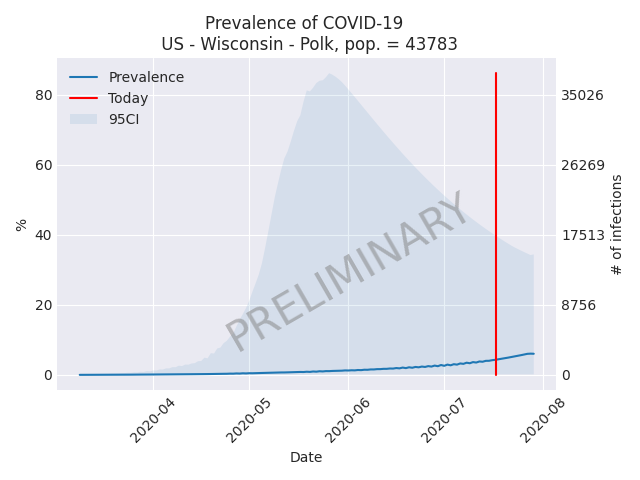 Prevalence of COVID-19
US - Wisconsin - Polk, pop. = 43783
Prevalence
Today
95CI
80
60
40
20
0
%
35026
26269
17513
8756
0
# of infections
PRELIMINARY
2020-04
2020-05
2020-06
2020-07
2020-08
Date